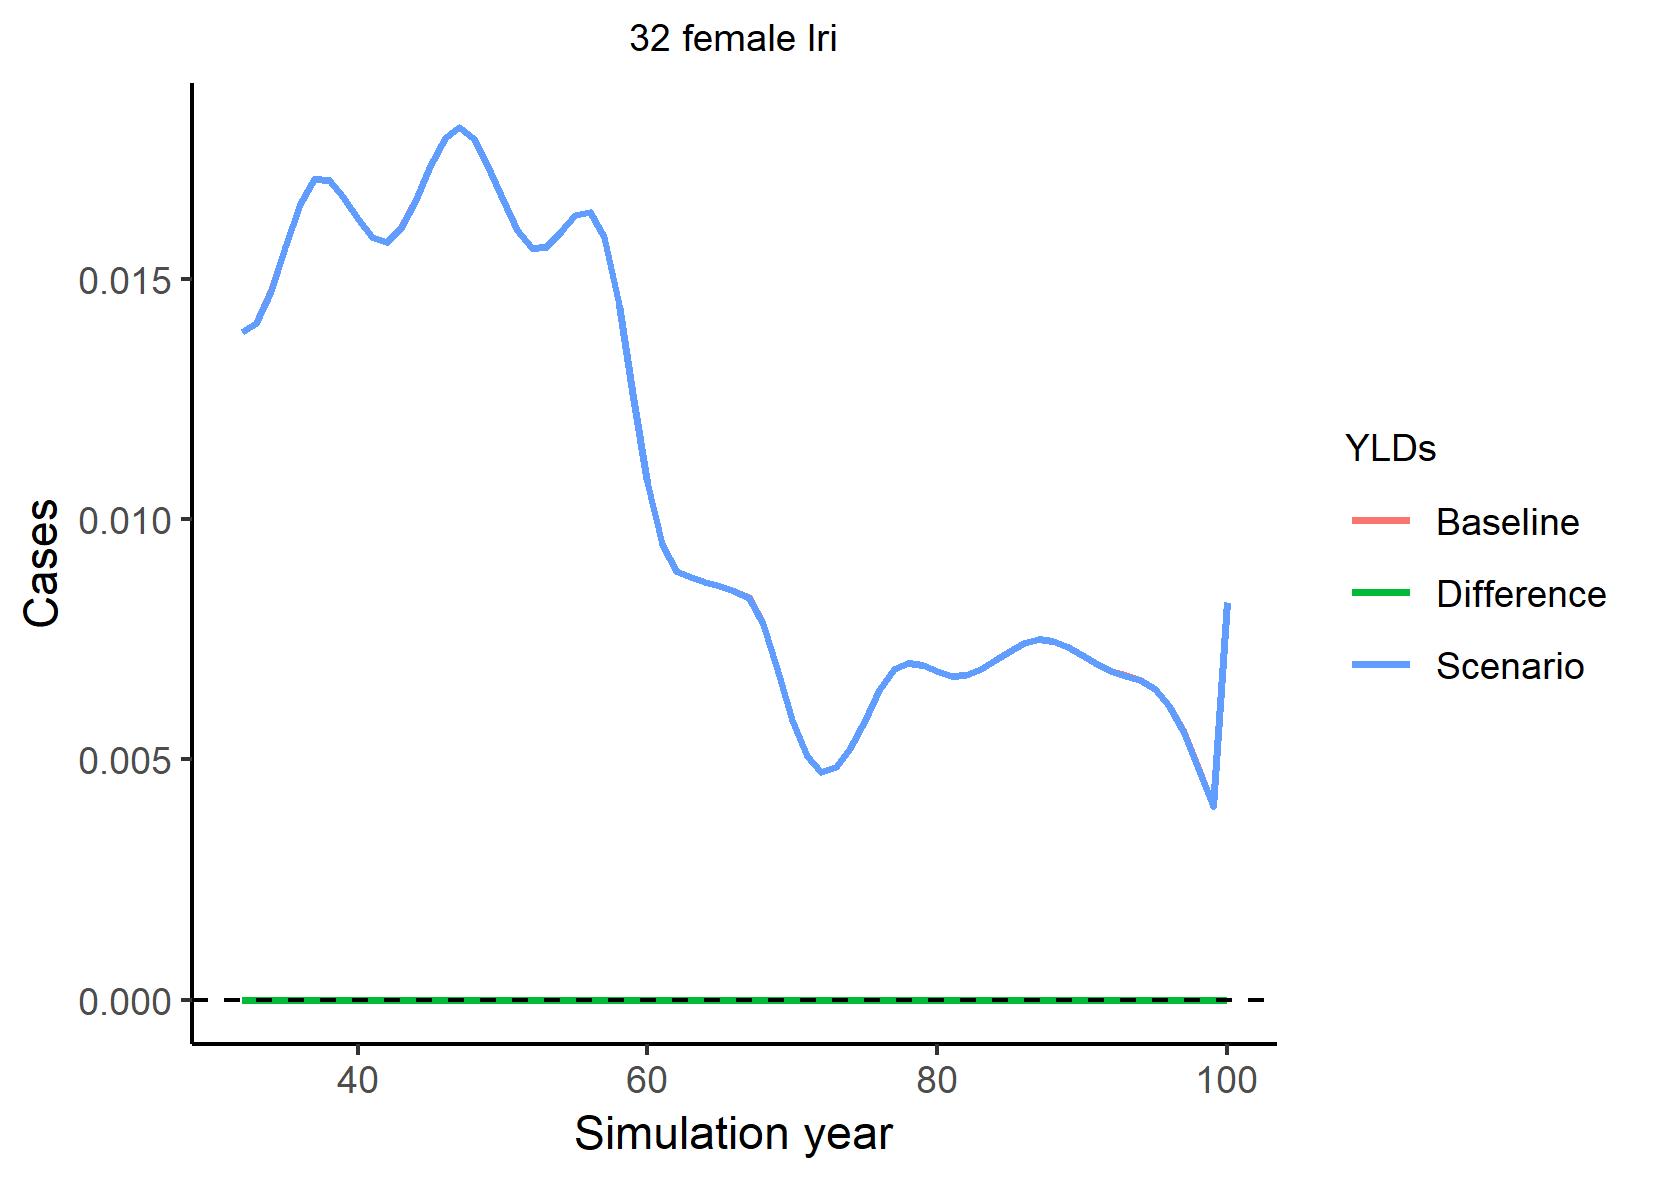 32 female lri
Cases
0.015
0.010
0.005
0.000
40
60
80
100
Simulation year
YLDs
Baseline
Difference
Scenario